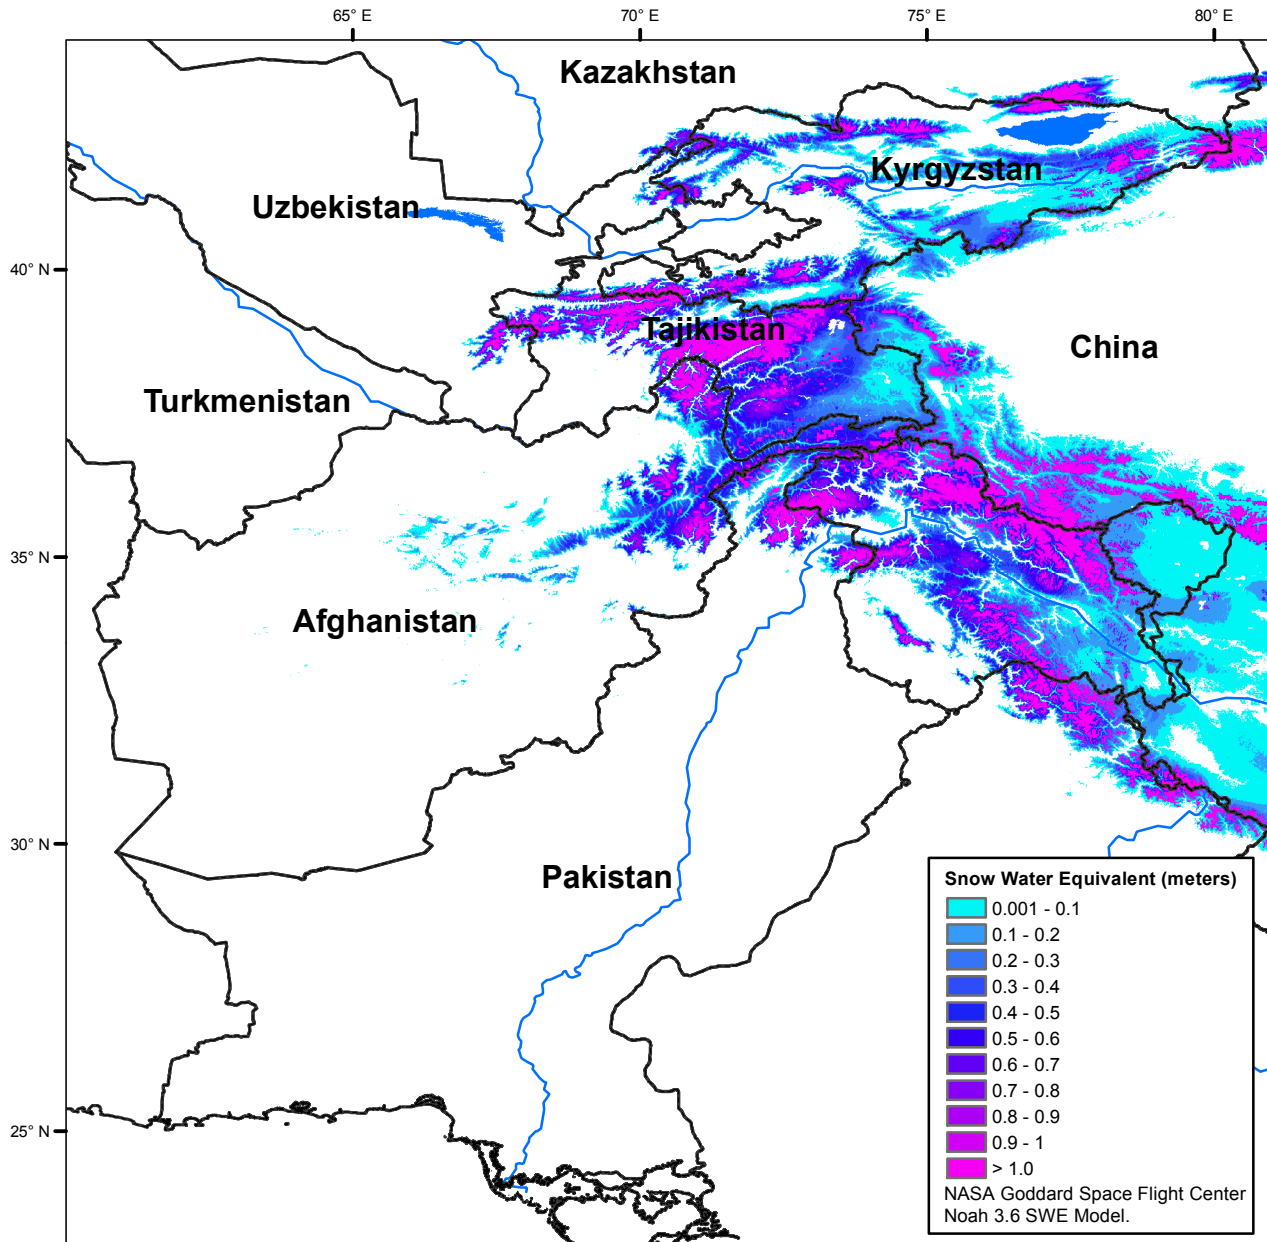 65° E
70° E
75° E
80° E
Kazakhstan
Kyrgyzstan
Uzbekistan
40° N
Tajikistan
China
Turkmenistan
35° N
Afghanistan
30° N
Pakistan
25° N
Snow Water Equivalent (meters)
0.001 - 0.1
0.1 - 0.2
0.2 - 0.3
0.3 - 0.4
0.4 - 0.5
0.5 - 0.6
0.6 - 0.7
0.7 - 0.8
0.8 - 0.9
0.9 - 1
> 1.0
NASA Goddard Space Flight Center
Noah 3.6 SWE Model.